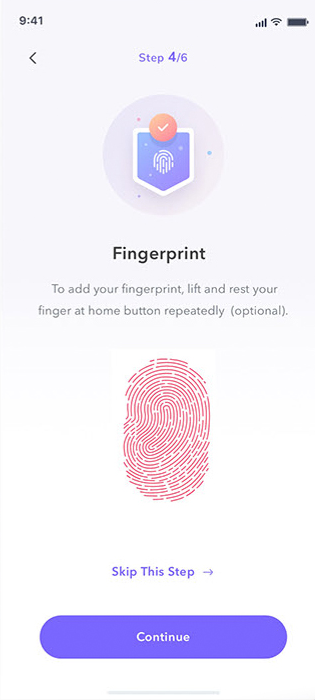 9:41
Step 4/6
Fingerprint
To add your fingerprint, lift and rest your
finger at home button repeatedly (optional).
Skip This Step →
Continue